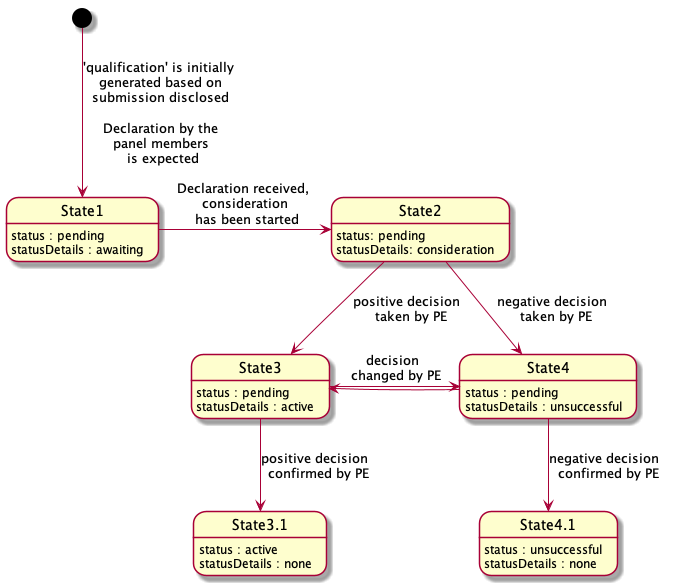 'qualification' is initially
generated based on
submission disclosed
Declaration by the
panel members
is expected
Declaration received,
consideration
has been started
State1
status : pending
statusDetails : awaiting
State2
status: pending
statusDetails: consideration
positive decision
taken by PE
negative decision
taken by PE
State3
status : pending
statusDetails : active
decision
changed by PE
State4
status : pending
statusDetails : unsuccessful
positive decision
confirmed by PE
negative decision
confirmed by PE
State3.1
status : active
statusDetails : none
State4.1
status : unsuccessful
statusDetails : none